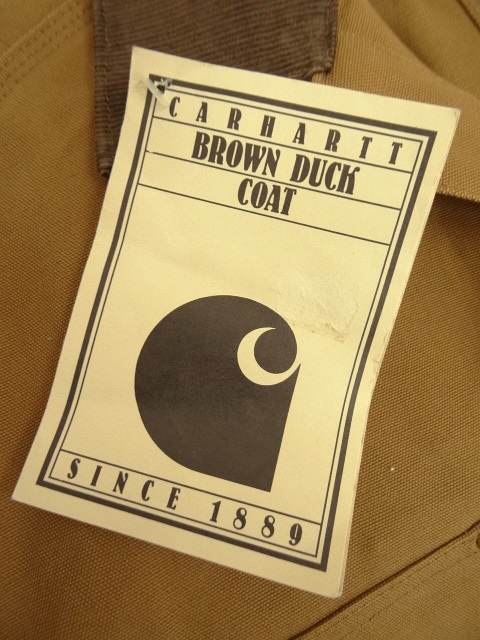 CARHARTT
BROWN DUCK
COAT
SINCE 1889